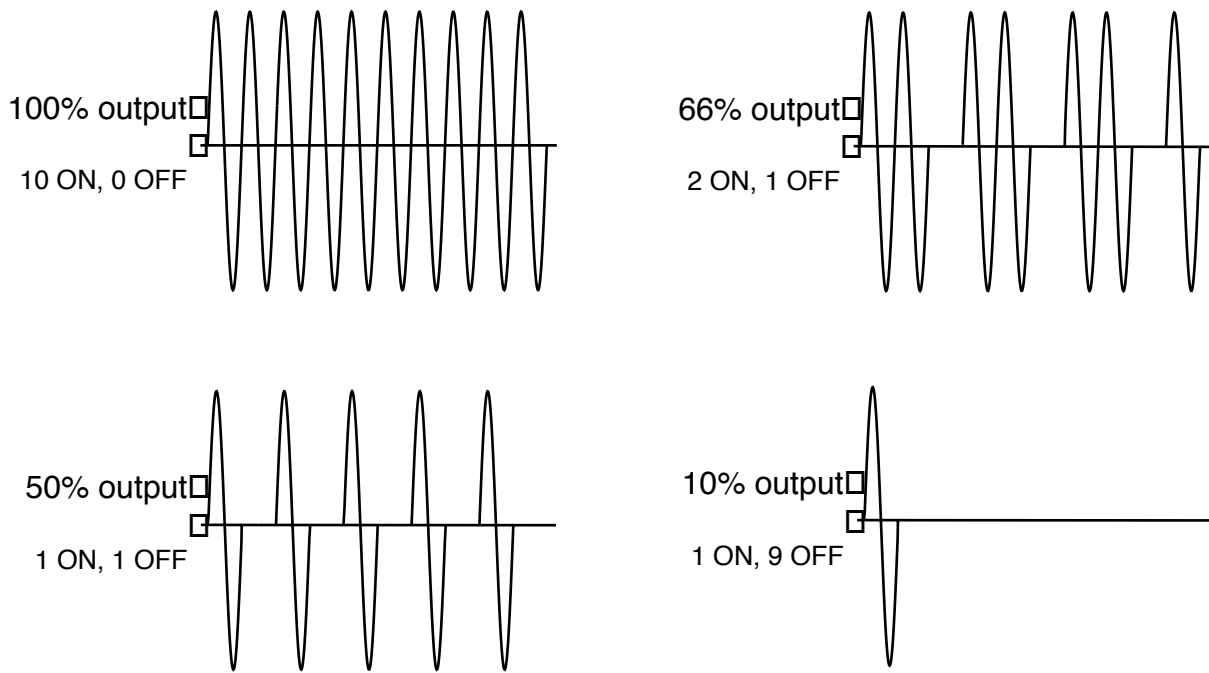 100% output
10 ON, 0 OFF
66% output
2 ON, 1 OFF
50% output
1 ON, 1 OFF
10% output
1 ON, 9 OFF